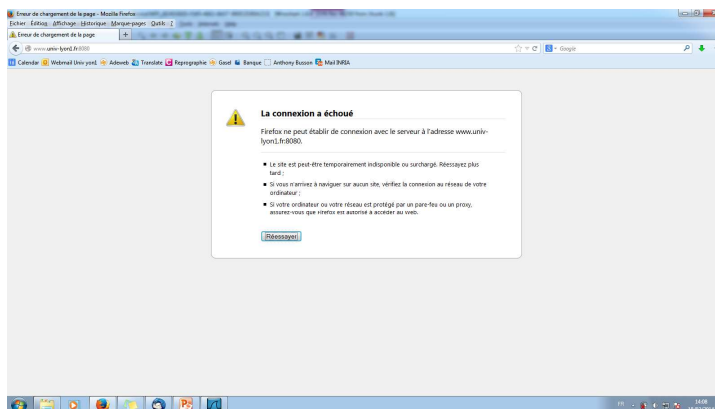 Erreur de chargement de la page - Mozilla Firefox
Fichier Édition Affichage Historique Marque-pages Outils ?
Erreur de chargement de la page
www.univ-lyon1.fr:8080
Google
Calendar Webmail Univ yon1 Adeweb Translate Reprographie Gasel Banque Anthony Busson Mail INRIA
La connexion a échoué
Firefox ne peut établir de connexion avec le serveur à l'adresse www.univ-
lyon1.fr:8080.
Le site est peut-être temporairement indisponible ou surchargé. Réessayez plus
tard ;
Si vous n'arrivez à naviguer sur aucun site, vérifiez la connexion au réseau de votre
ordinateur ;
Si votre ordinateur ou votre réseau est protégé par un pare-feu ou un proxy,
assurez-vous que Firefox est autorisé à accéder au Web.
Réessayer
FR
14:08